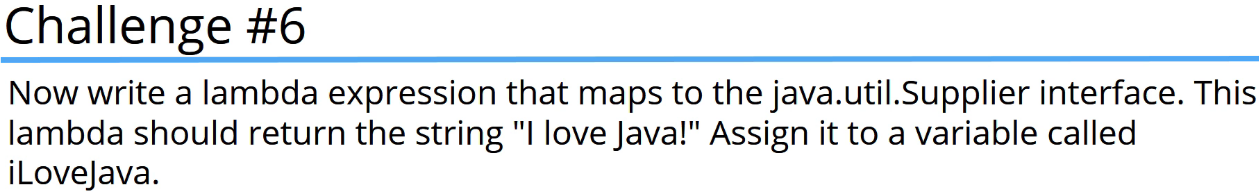 Challenge #6
Now write a lambda expression that maps to the java.util.Supplier interface. This
lambda should return the string "I love Java!" Assign it to a variable called
iLoveJava.